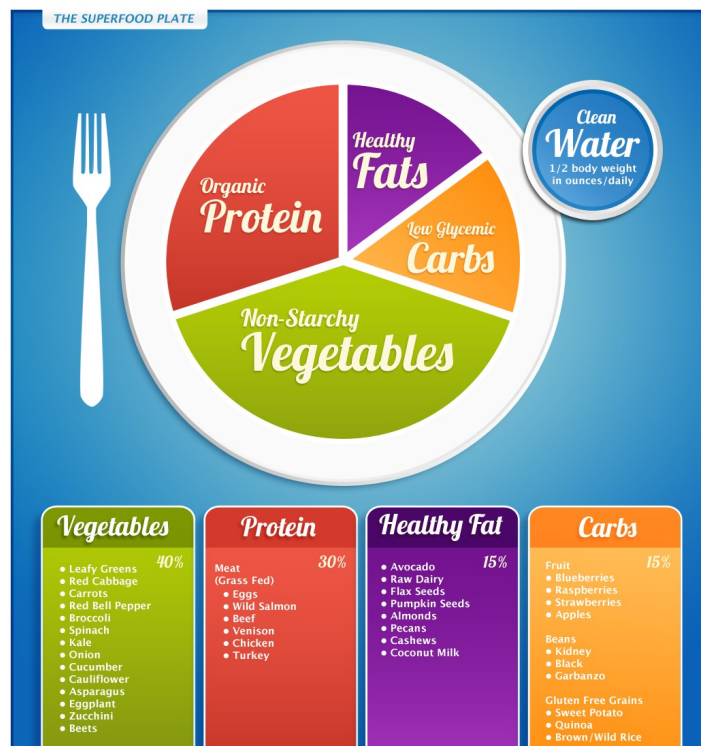 THE SUPERFOOD PLATE
Healthy
Fats
Organic
Protein
Low Glycemic
Carbs
Non-Starchy
Vegetables
Clean
Water
1/2 body weight
in ounces/daily
Vegetables
40%
• Leafy Greens
• Red Cabbage
• Carrots
• Red Bell Pepper
• Broccoli
• Spinach
• Kale
• Onion
• Cucumber
• Cauliflower
• Asparagus
• Eggplant
• Zucchini
• Beets
Protein
30%
Meat
(Grass Fed)
• Eggs
• Wild Salmon
• Beef
• Venison
• Chicken
• Turkey
Healthy Fat
15%
• Avocado
• Raw Dairy
• Flax Seeds
• Pumpkin Seeds
• Almonds
• Pecans
• Cashews
• Coconut Milk
Carbs
15%
Fruit
• Blueberries
• Raspberries
• Strawberries
• Apples
Beans
• Kidney
• Black
• Garbanzo
Gluten Free Grains
• Sweet Potato
• Quinoa
• Brown/Wild Rice